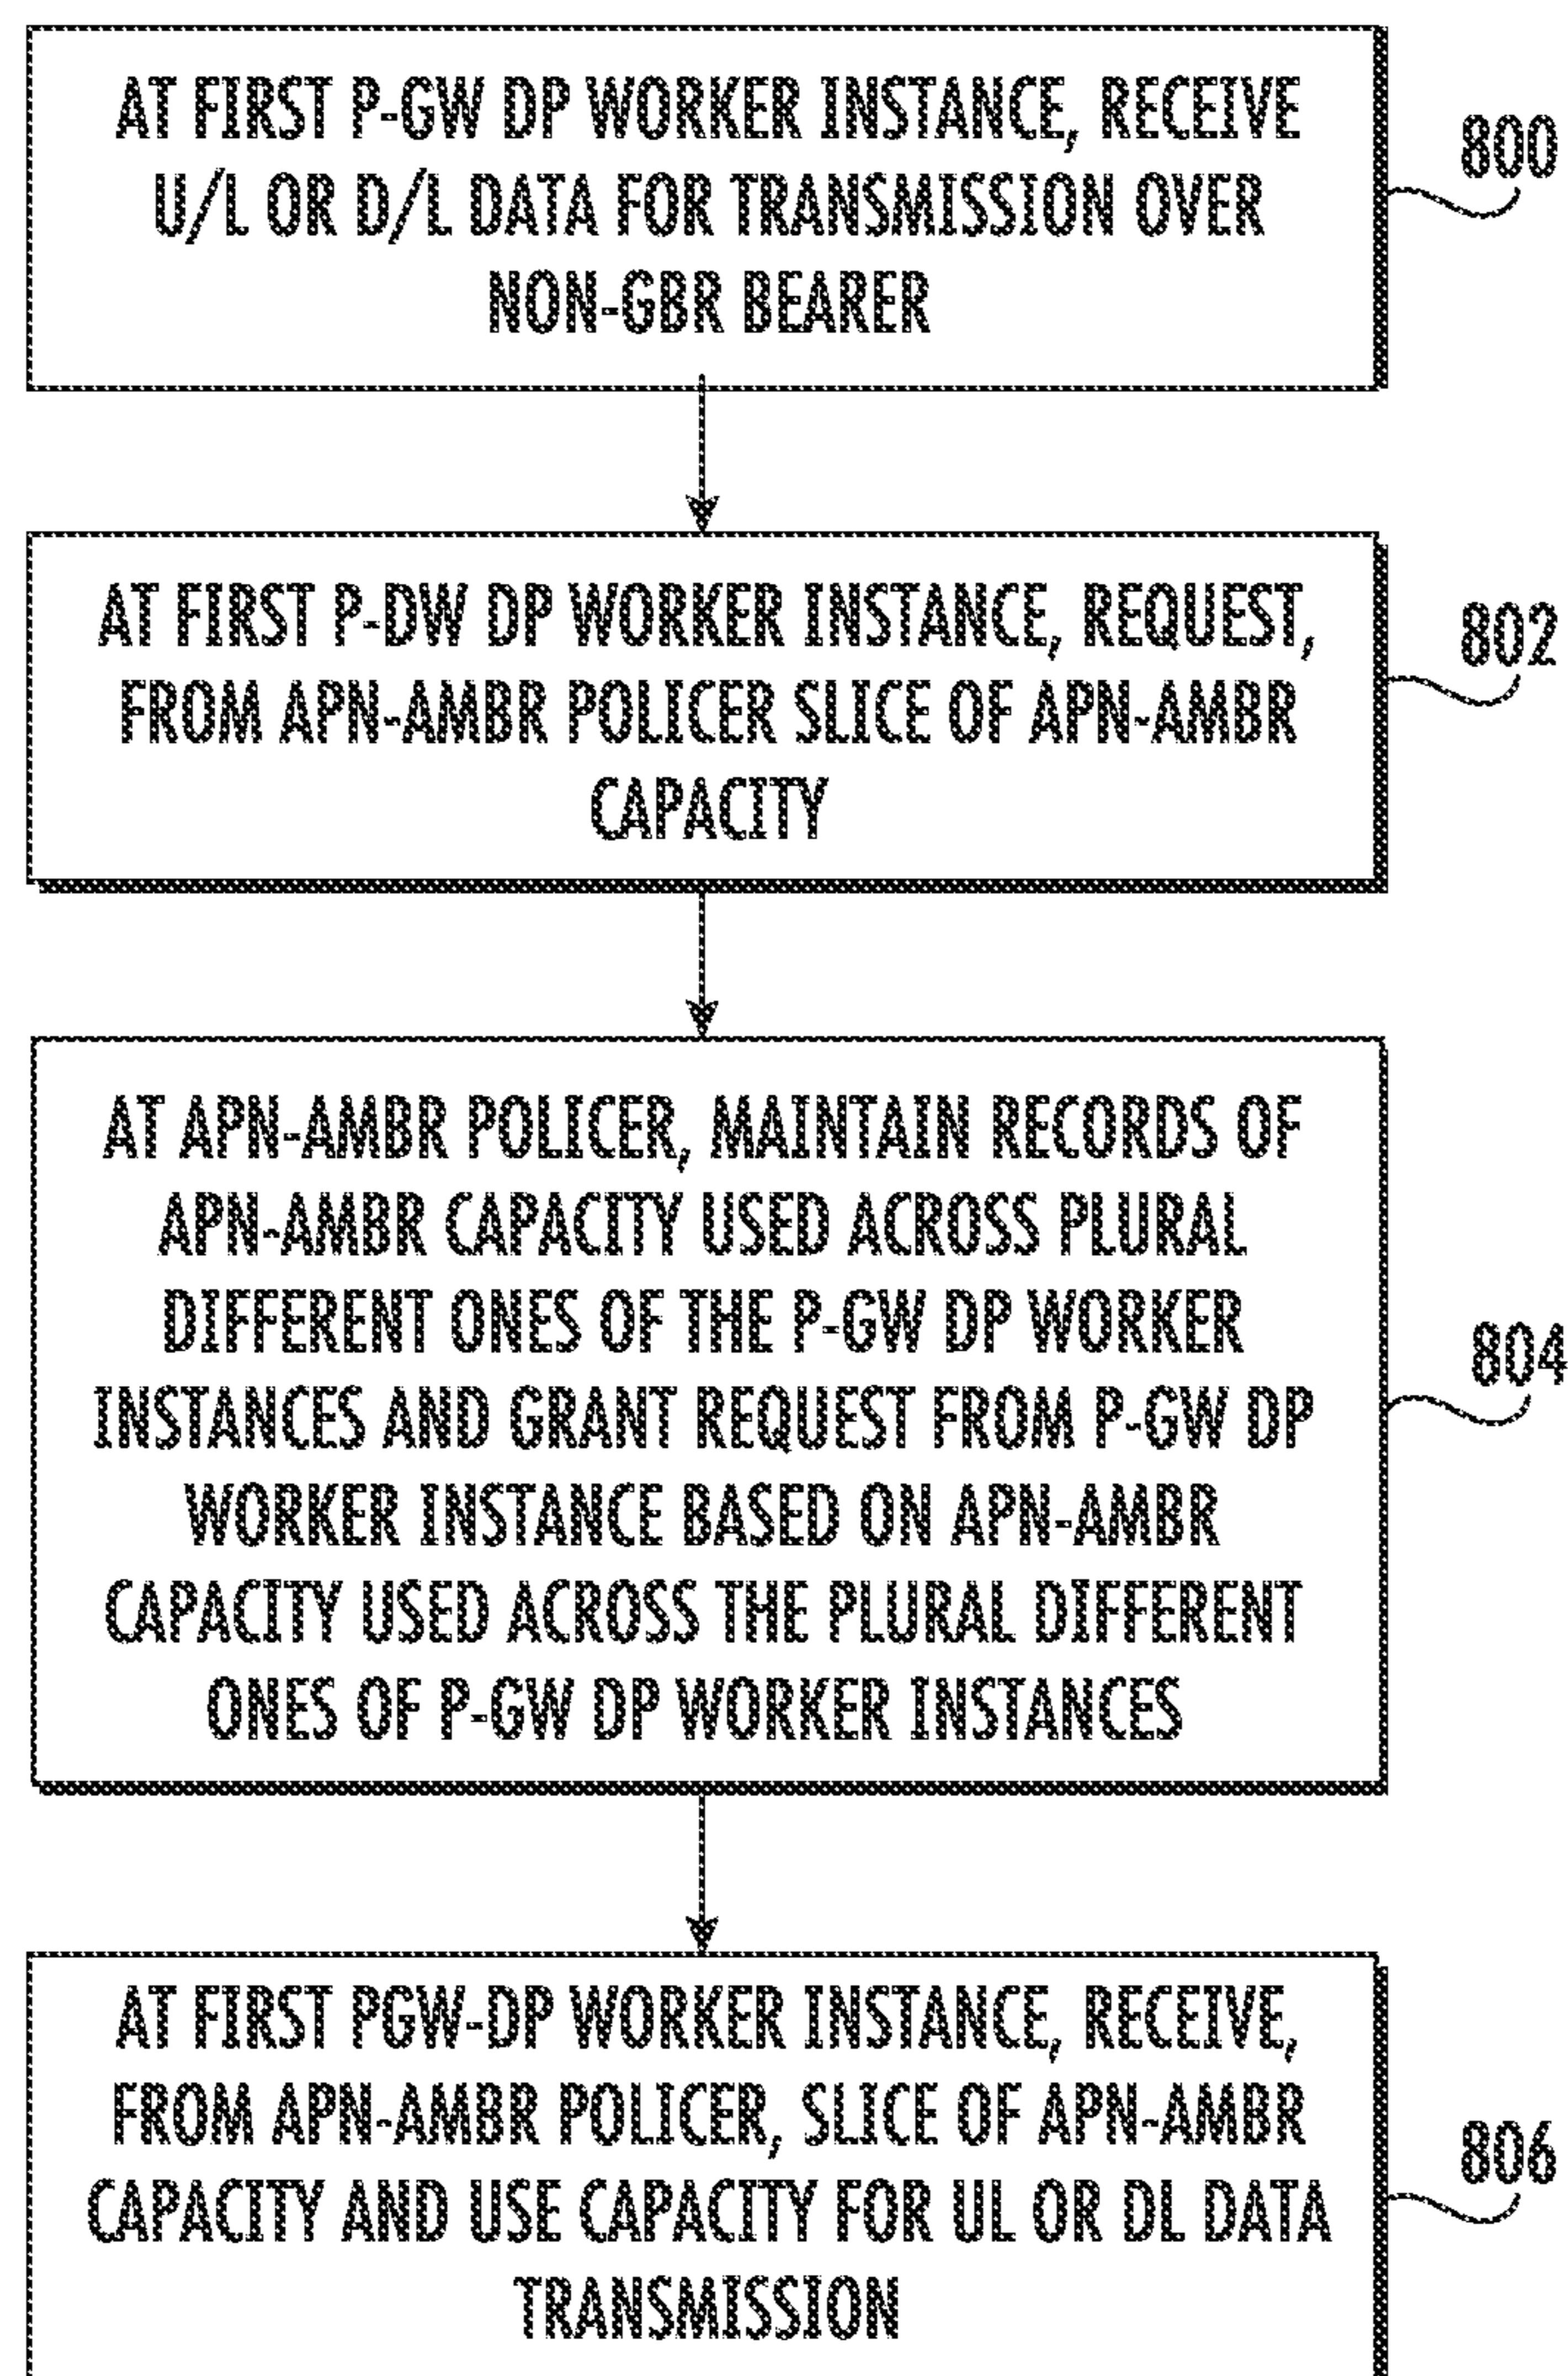 AT FIRST P-GW DP WORKER INSTANCE, RECEIVE
U/L OR D/L DATA FOR TRANSMISSION OVER
NON-GBR BEARER
800
AT FIRST P-DW DP WORKER INSTANCE, REQUEST,
FROM APN-AMBR POLICER SLICE OF APN-AMBR
CAPACITY
802
AT APN-AMBR POLICER, MAINTAIN RECORDS OF
APN-AMBR CAPACITY USED ACROSS PLURAL
DIFFERENT ONES OF THE P-GW DP WORKER
INSTANCES AND GRANT REQUEST FROM P-GW DP
WORKER INSTANCE BASED ON APN-AMBR
CAPACITY USED ACROSS THE PLURAL DIFFERENT
ONES OF P-GW DP WORKER INSTANCES
804
AT FIRST PGW-DP WORKER INSTANCE, RECEIVE,
FROM APN-AMBR POLICER, SLICE OF APN-AMBR
CAPACITY AND USE CAPACITY FOR UL OR DL DATA
TRANSMISSION
806